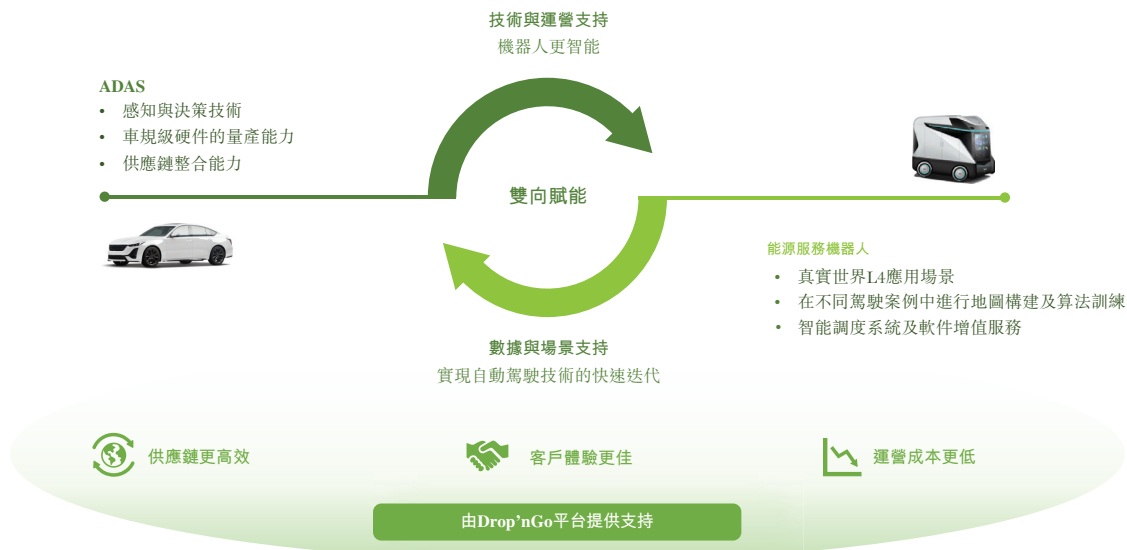 技術與運營支持
機器人更智能
ADAS
• 感知與決策技術
• 車規級硬件的量產能力
• 供應鏈整合能力
雙向賦能
能源服務機器人
• 真實世界L4應用場景
• 在不同駕駛案例中進行地圖構建及算法訓練
• 智能調度系統及軟件增值服務
數據與場景支持
實現自動駕駛技術的快速迭代
供應鏈更高效
客戶體驗更佳
運營成本更低
由Drop’nGo平台提供支持